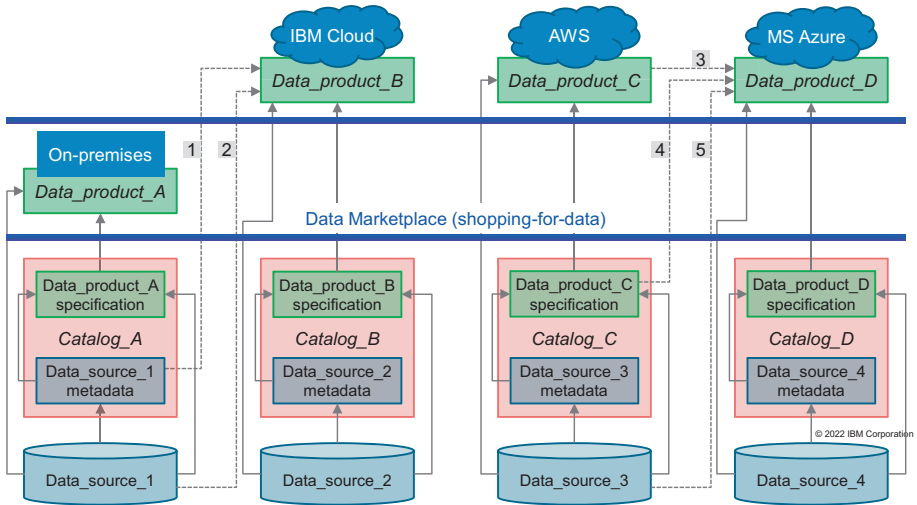 IBM Cloud
AWS
MS Azure
Data_product_B
Data_product_C
3
Data_product_D
On-premises
1
2
4
5
Data_product_A
Data Marketplace (shopping-for-data)
Data_product_A
specification
Data_product_B
specification
Data_product_C
specification
Data_product_D
specification
Catalog_A
Catalog_B
Catalog_C
Catalog_D
Data_source_1
metadata
Data_source_2
metadata
Data_source_3
metadata
Data_source_4
metadata
© 2022 IBM Corporation
Data_source_1
Data_source_2
Data_source_3
Data_source_4